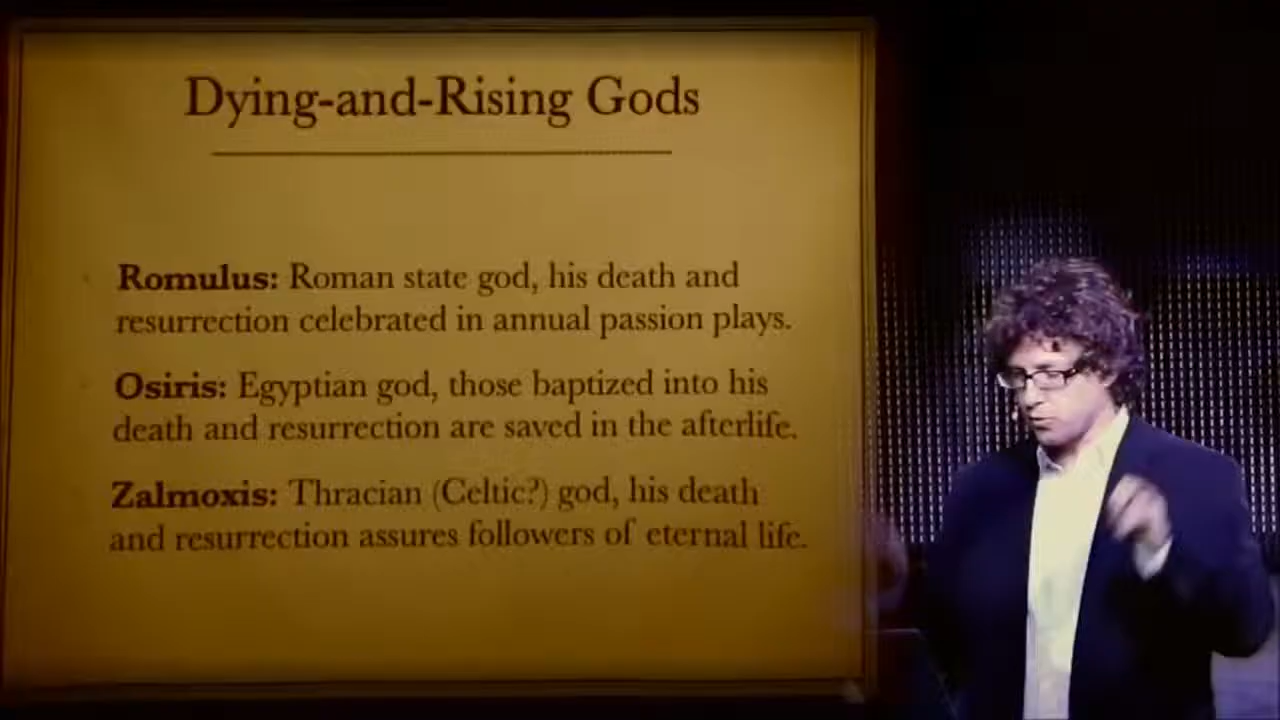 Dying-and-Rising Gods
Romulus: Roman state god, his death and
resurrection celebrated in annual passion plays.
Osiris: Egyptian god, those baptized into his
death and resurrection are saved in the afterlife.
Zalmoxis: Thracian (Celtic?) god, his death
and resurrection assures followers of eternal life.